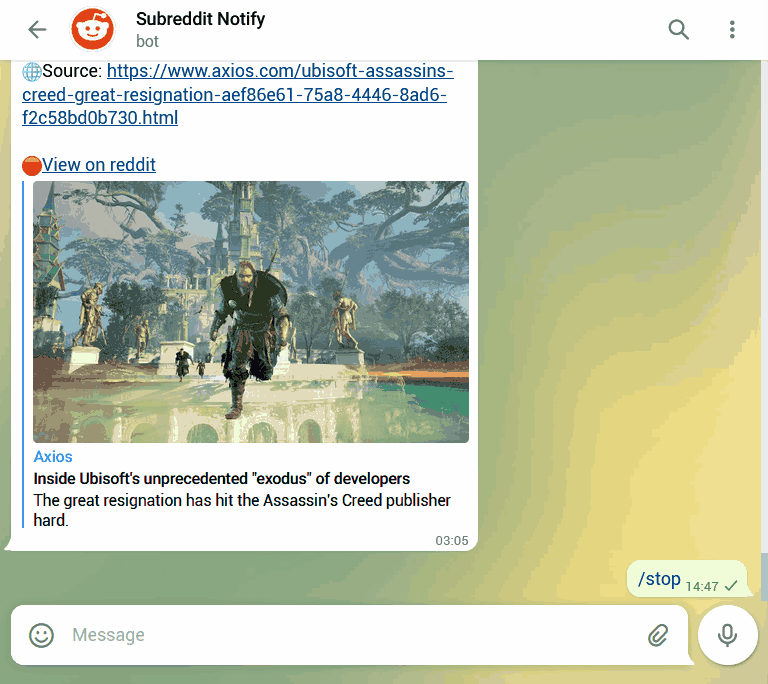 Subreddit Notify
bot
Source: https://www.axios.com/ubisoft-assassins-
creed-great-resignation-aef86e61-75a8-4446-8ad6-
f2c58bd0b730.html
View on reddit
Axios
Inside Ubisoft's unprecedented "exodus" of developers
The great resignation has hit the Assassin's Creed publisher
hard.
03:05
/stop 14:47
Message